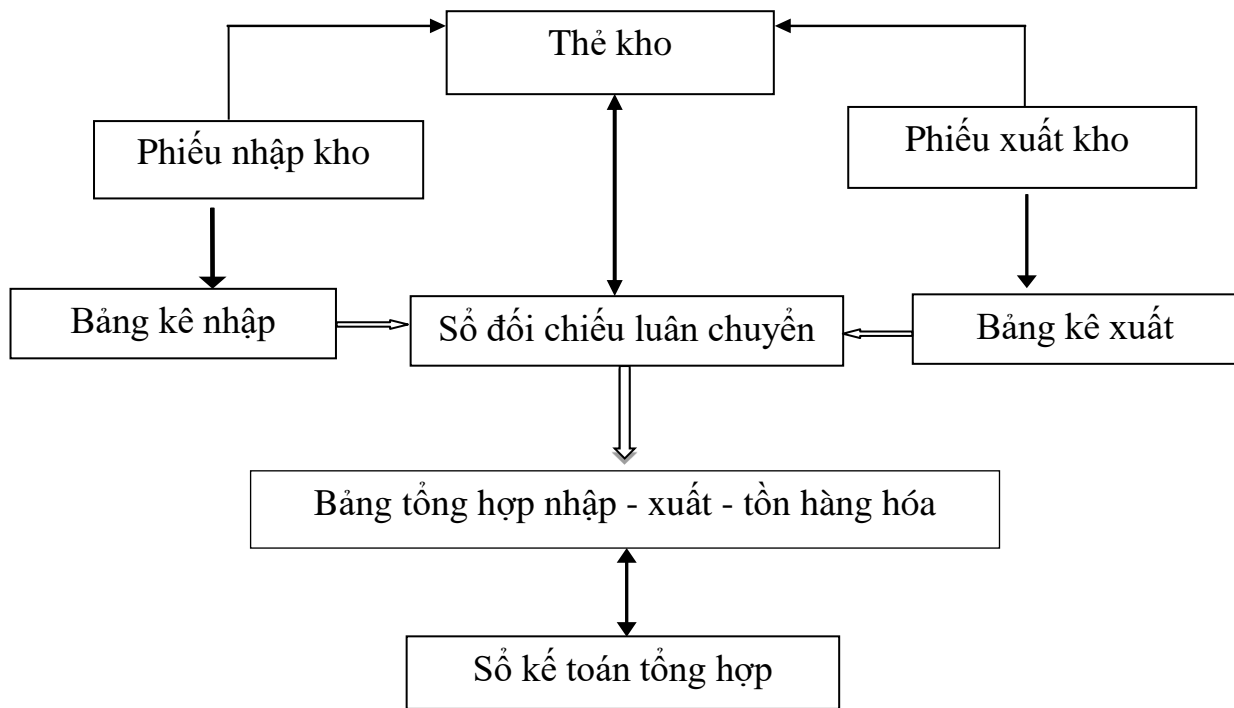 Thẻ kho
Phiếu nhập kho
Phiếu xuất kho
Bảng kê nhập
Sổ đối chiếu luân chuyển
Bảng kê xuất
Bảng tổng hợp nhập - xuất - tồn hàng hóa
Sổ kế toán tổng hợp